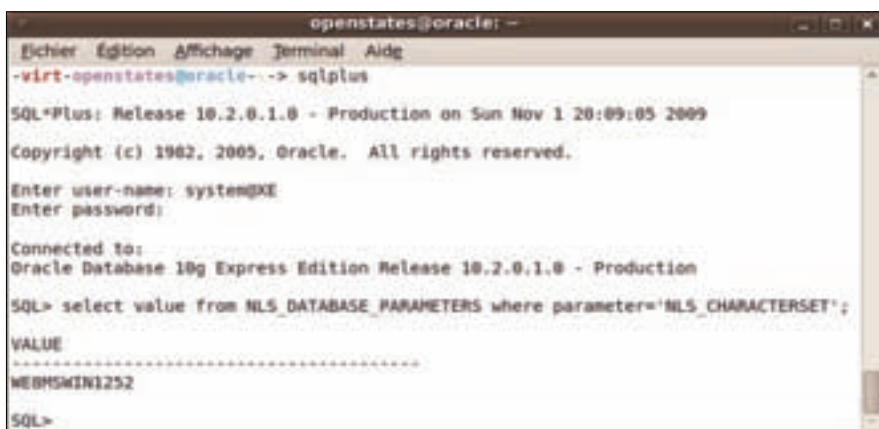 openstates@oracle: ~
Fichier Édition Affichage Terminal Aide
-virt-openstates@oracle- -> sqlplus
SQL*Plus: Release 10.2.0.1.0 - Production on Sun Nov 1 20:09:05 2009
Copyright (c) 1982, 2005, Oracle. All rights reserved.
Enter user-name: system@XE
Enter password:
Connected to:
Oracle Database 10g Express Edition Release 10.2.0.1.0 - Production
SQL> select value from NLS_DATABASE_PARAMETERS where parameter='NLS_CHARACTERSET';
VALUE
----------------------------------------
WE8MSWIN1252
SQL>